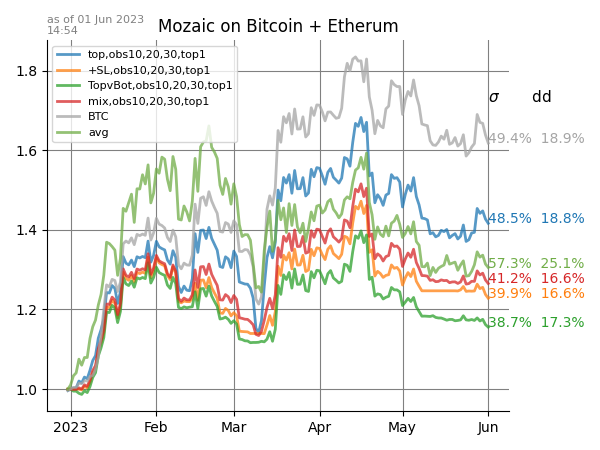 as of 01 Jun 2023
14:54
Mozaic on Bitcoin + Etherum
top,obs10,20,30,top1
+SL,obs10,20,30,top1
TopvBot,obs10,20,30,top1
mix,obs10,20,30,top1
BTC
avg
σ dd
49.4% 18.9%
48.5% 18.8%
57.3% 25.1%
41.2% 16.6%
39.9% 16.6%
38.7% 17.3%
1.8
1.6
1.4
1.2
1.0
2023 Feb Mar Apr May Jun